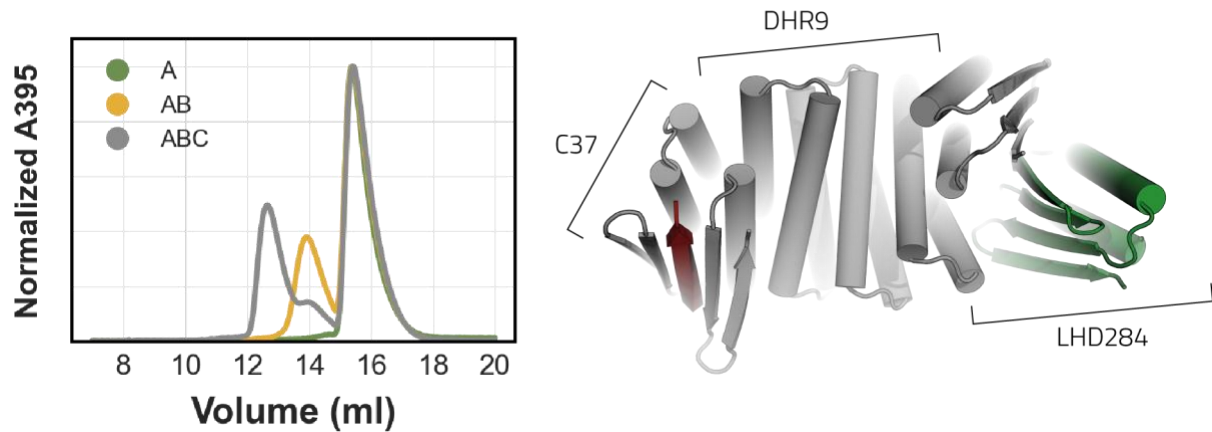 Normalized A395
A
AB
ABC
8 10 12 14 16 18 20
Volume (ml)
DHR9
C37
LHD284